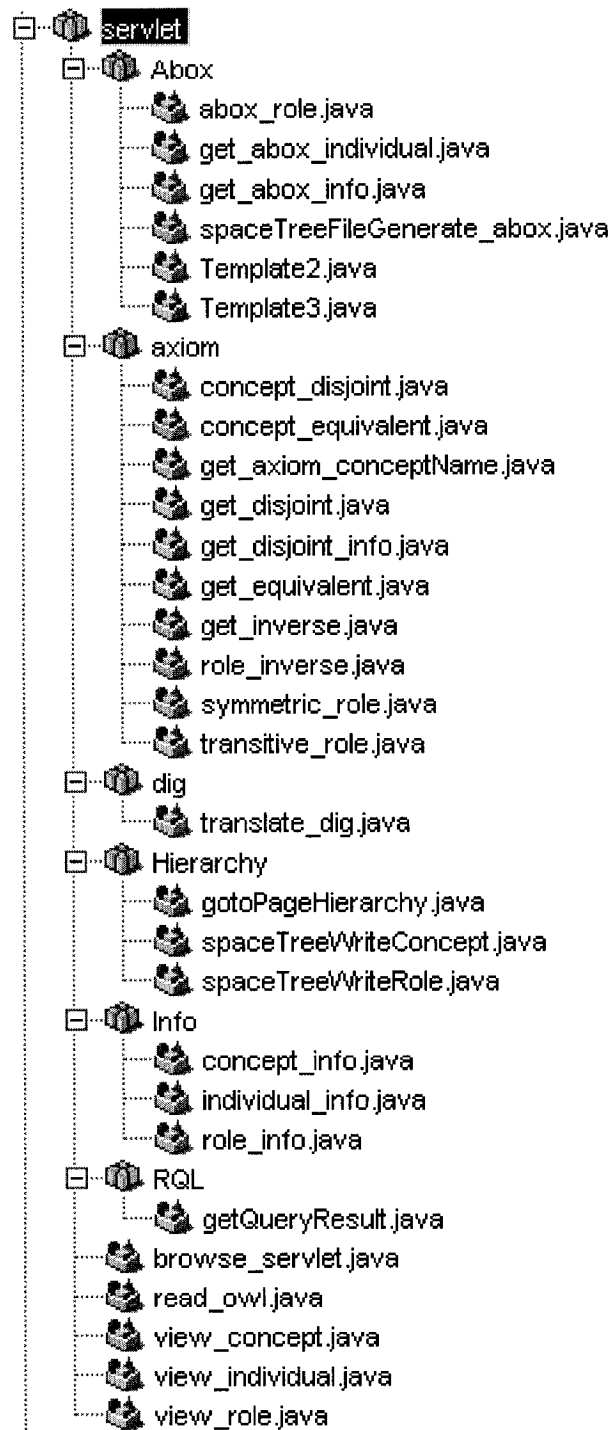 servlet
Abox
abox_role.java
get_abox_individual.java
get_abox_info.java
spaceTreeFileGenerate_abox.java
Template2.java
Template3.java
axiom
concept_disjoint.java
concept_equivalent.java
get_axiom_conceptName.java
get_disjoint.java
get_disjoint_info.java
get_equivalent.java
get_inverse.java
role_inverse.java
symmetric_role.java
transitive_role.java
dig
translate_dig.java
Hierarchy
gotoPageHierarchy.java
spaceTreeWriteConcept.java
spaceTreeWriteRole.java
Info
concept_info.java
individual_info.java
role_info.java
RQL
getQueryResult.java
browse_servlet.java
read_owl.java
view_concept.java
view_individual.java
view_role.java